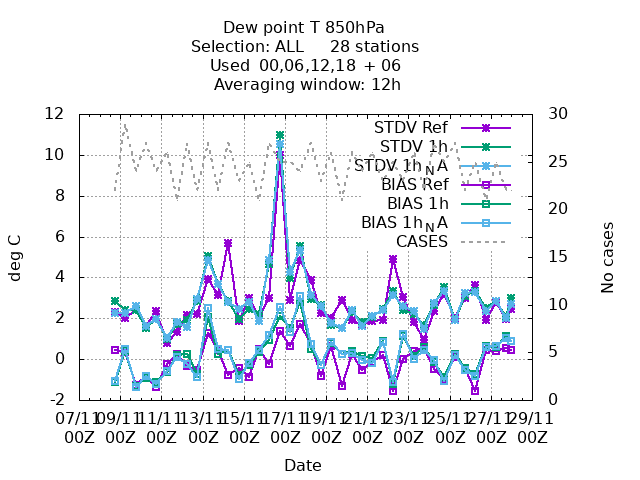 Dew point T 850hPa
Selection: ALL 28 stations
Used 00,06,12,18 + 06
Averaging window: 12h
12 30
STDV Ref
STDV 1h
10 25
STDV 1hNA
BIAS Ref
8 20
BIAS 1h
BIAS 1hNA
CASES
6
4 15
2 10
0 5
-2 0
deg C
No cases
07/11 09/11 11/11 13/11 15/11 17/11 19/11 21/11 23/11 25/11 27/11 29/11
00Z 00Z 00Z 00Z 00Z 00Z 00Z 00Z 00Z 00Z 00Z 00Z
Date